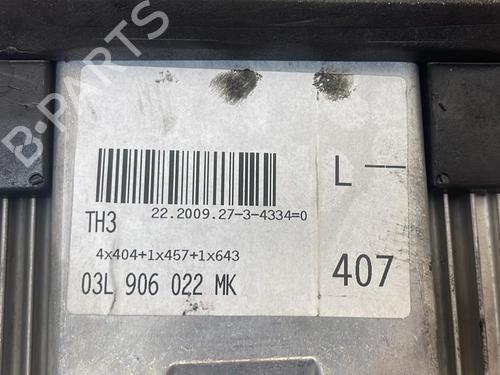 B-PARTS
22.2009.27-3-4334=0
TH3
4x404+1x457+1x643
03L 906 022 MK
L --
407